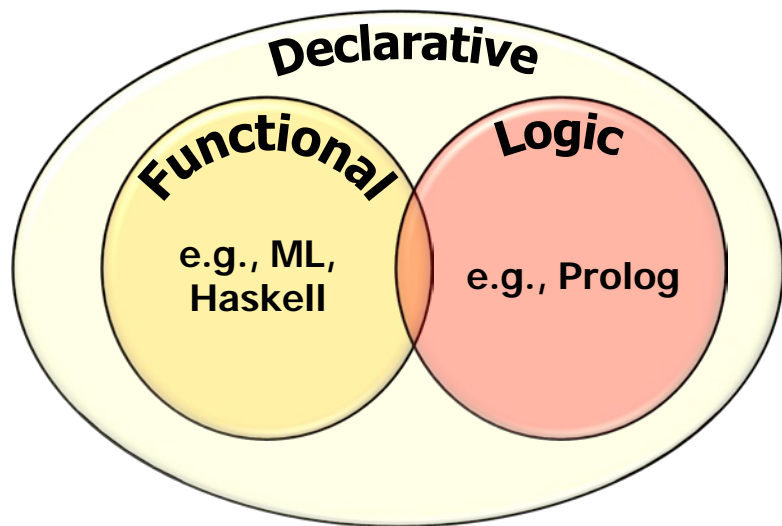 Declarative
Functional
e.g., ML,
Haskell
Logic
e.g., Prolog